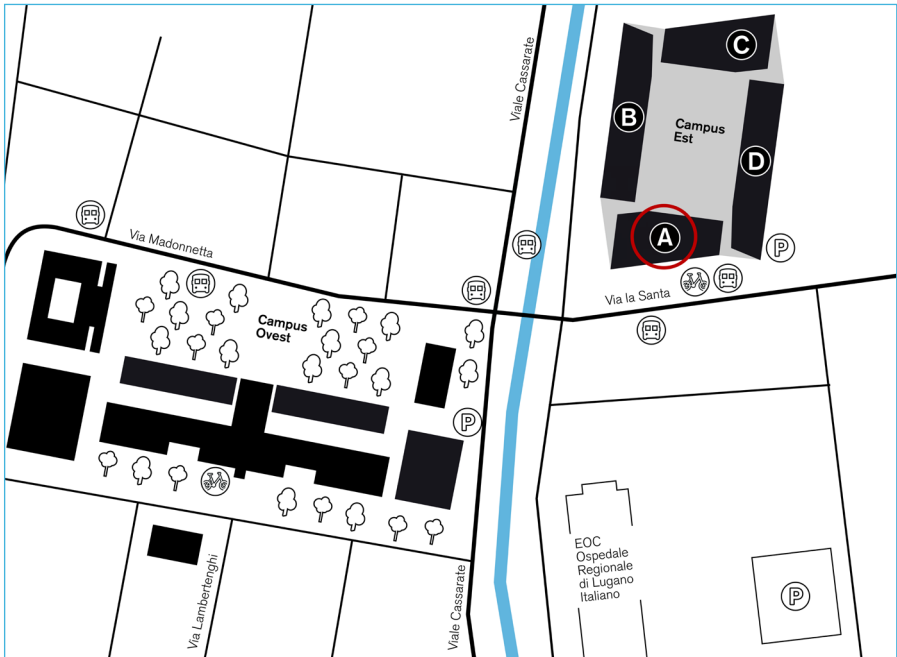 Viale Cassarate
C
B
Campus
Est
D
A
P
Via Madonnetta
Via la Santa
Campus
Ovest
P
EOC
Ospedale
Regionale
di Lugano
Italiano
Via Lambertenghi
Viale Cassarate
P